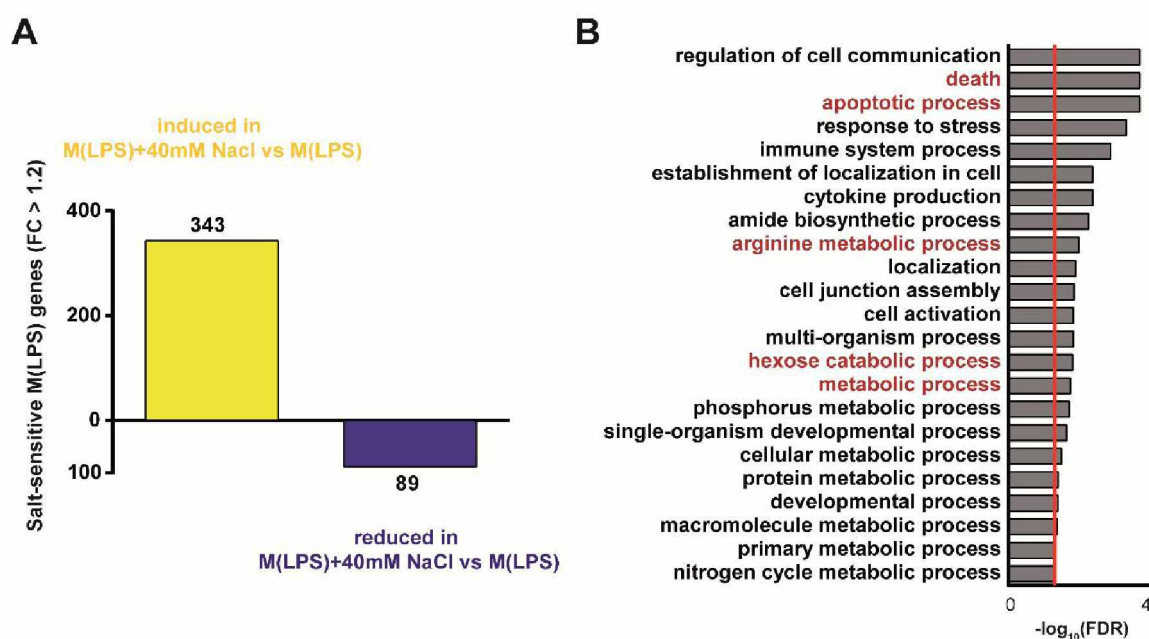 A
induced in
M(LPS)+40mM Nacl vs M(LPS)
Salt-sensitive M(LPS) genes (FC > 1.2)
400
343
200
0
100
89
reduced in
M(LPS)+40mM NaCl vs M(LPS)
B
regulation of cell communication
death
apoptotic process
response to stress
immune system process
establishment of localization in cell
cytokine production
amide biosynthetic process
arginine metabolic process
localization
cell junction assembly
cell activation
multi-organism process
hexose catabolic process
metabolic process
phosphorus metabolic process
single-organism developmental process
cellular metabolic process
protein metabolic process
developmental process
macromolecule metabolic process
primary metabolic process
nitrogen cycle metabolic process
0 4
-log10(FDR)